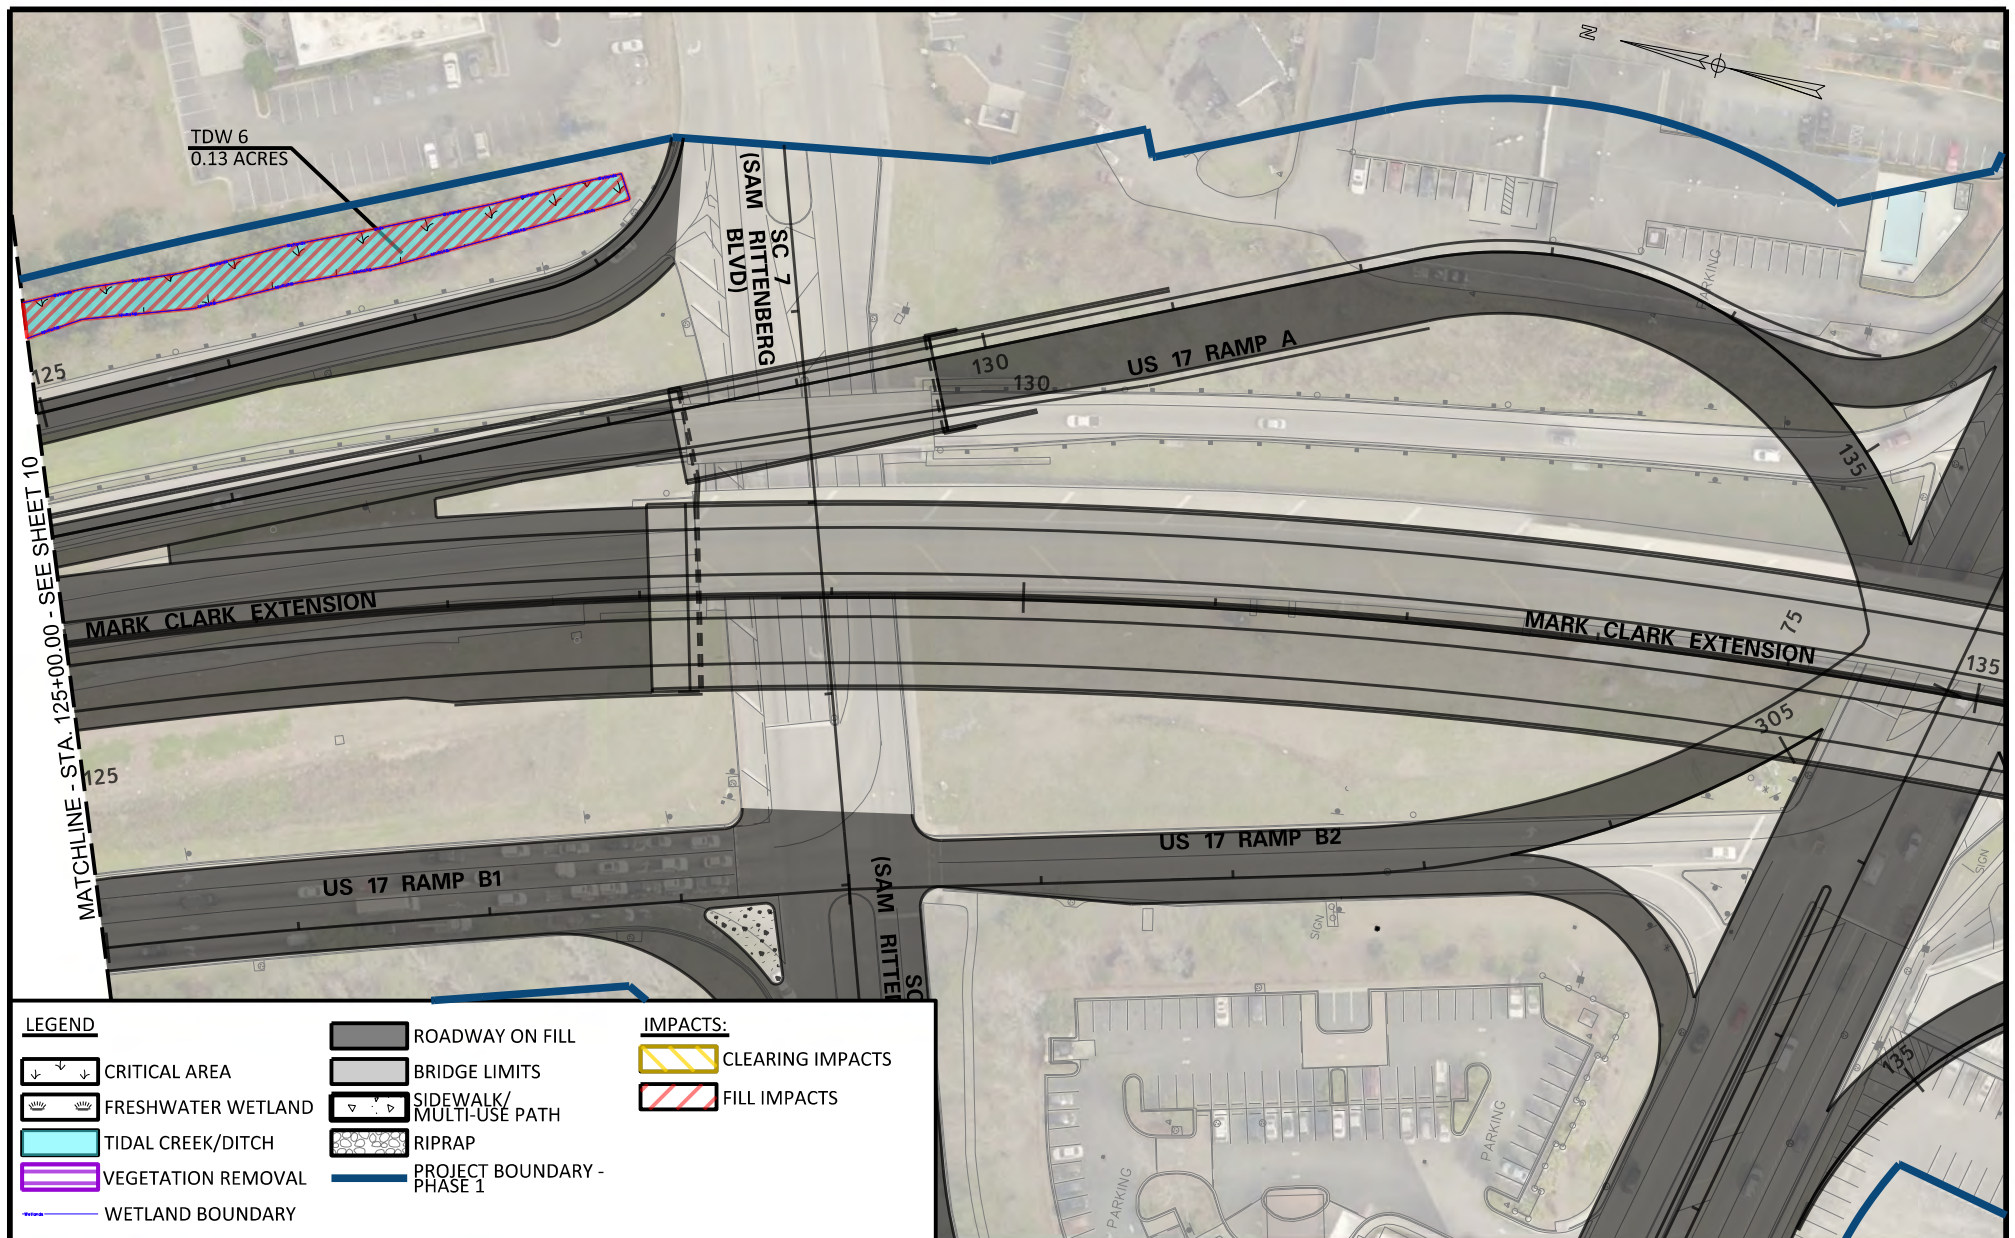 N
TDW 6
0.13 ACRES
SC 7
(SAM RITTENBERG
BLVD)
125
130
130
US 17 RAMP A
PARKING
135
MATCHLINE - STA. 125+00.00 - SEE SHEET 10
MARK CLARK EXTENSION
MARK CLARK EXTENSION
75
135
305
125
US 17 RAMP B1
US 17 RAMP B2
SC
(SAM RITTE
SIGN
SIGN
135
PARKING
PARKING
LEGEND
CRITICAL AREA
FRESHWATER WETLAND
TIDAL CREEK/DITCH
VEGETATION REMOVAL
WETLAND BOUNDARY
ROADWAY ON FILL
BRIDGE LIMITS
SIDEWALK/
MULTI-USE PATH
RIPRAP
PROJECT BOUNDARY -
PHASE 1
IMPACTS:
CLEARING IMPACTS
FILL IMPACTS